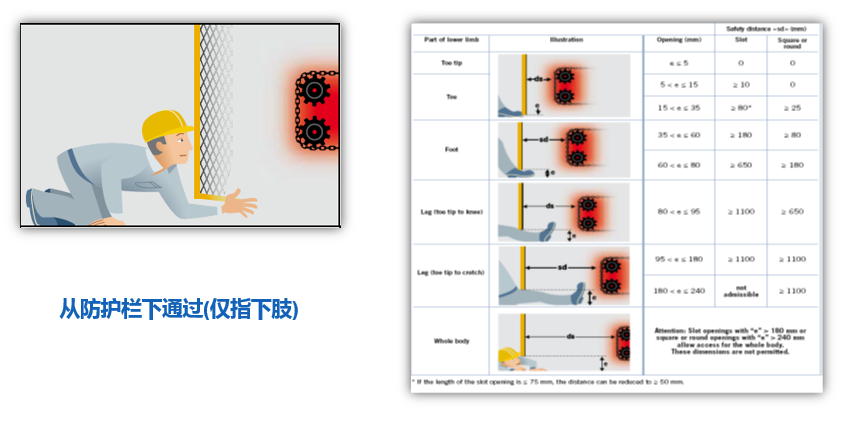 从防护栏下通过(仅指下肢)
Safety distance «sd» (mm)
Part of lower limb Illustration Opening (mm) Slot Square or round
Toe tip e ≤ 5 0 0
Toe 5 < e ≤ 15 ≥ 10 0
15 < e ≤ 35 ≥ 80* ≥ 25
ds
e
Foot 35 < e ≤ 60 ≥ 180 ≥ 80
60 < e ≤ 80 ≥ 650 ≥ 180
sd
e
Leg (toe tip to knee) 80 < e ≤ 95 ≥ 1100 ≥ 650
ds
e
Leg (toe tip to crotch) 95 < e ≤ 180 ≥ 1100 ≥ 1100
180 < e ≤ 240 not admissible ≥ 1100
sd
e
Whole body
ds
e
Attention: Slot openings with “e” > 180 mm or
square or round openings with “e” > 240 mm
allow access for the whole body.
These dimensions are not permitted.
* If the length of the slot opening is ≤ 75 mm, the distance can be reduced to ≥ 50 mm.